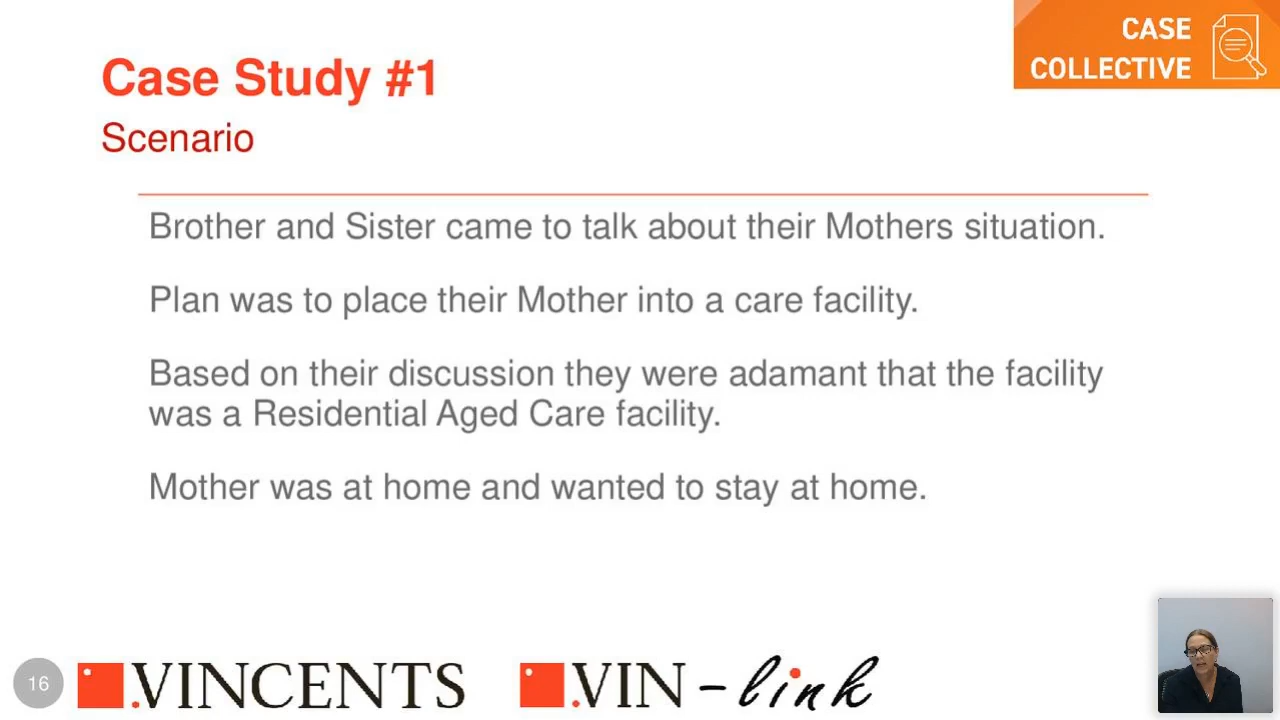 CASE
COLLECTIVE
Case Study #1
Scenario
Brother and Sister came to talk about their Mothers situation.
Plan was to place their Mother into a care facility.
Based on their discussion they were adamant that the facility
was a Residential Aged Care facility.
Mother was at home and wanted to stay at home.
16
.VINCENTS
.VIN-link